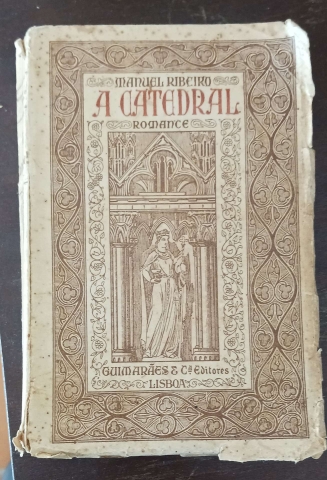 MANUEL RIBEIRO
A CATEDRAL
ROMANCE
GUIMARÃES & Cª. Editores
LISBOA